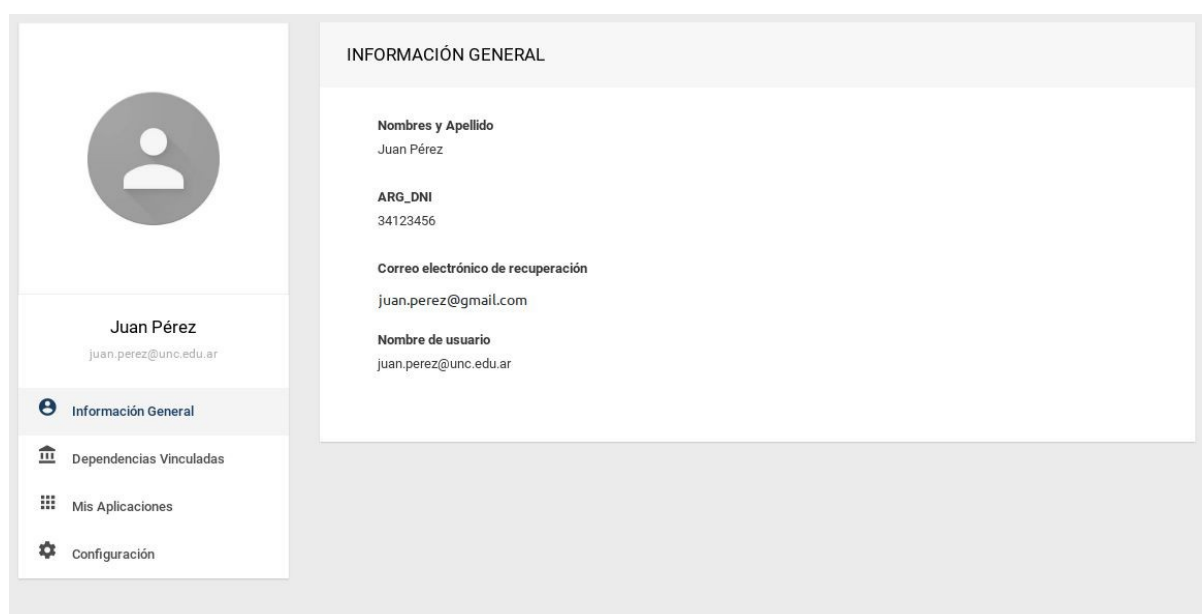 Juan Pérez
juan.perez@unc.edu.ar
Información General
Dependencias Vinculadas
Mis Aplicaciones
Configuración
INFORMACIÓN GENERAL
Nombres y Apellido
Juan Pérez
ARG_DNI
34123456
Correo electrónico de recuperación
juan.perez@gmail.com
Nombre de usuario
juan.perez@unc.edu.ar